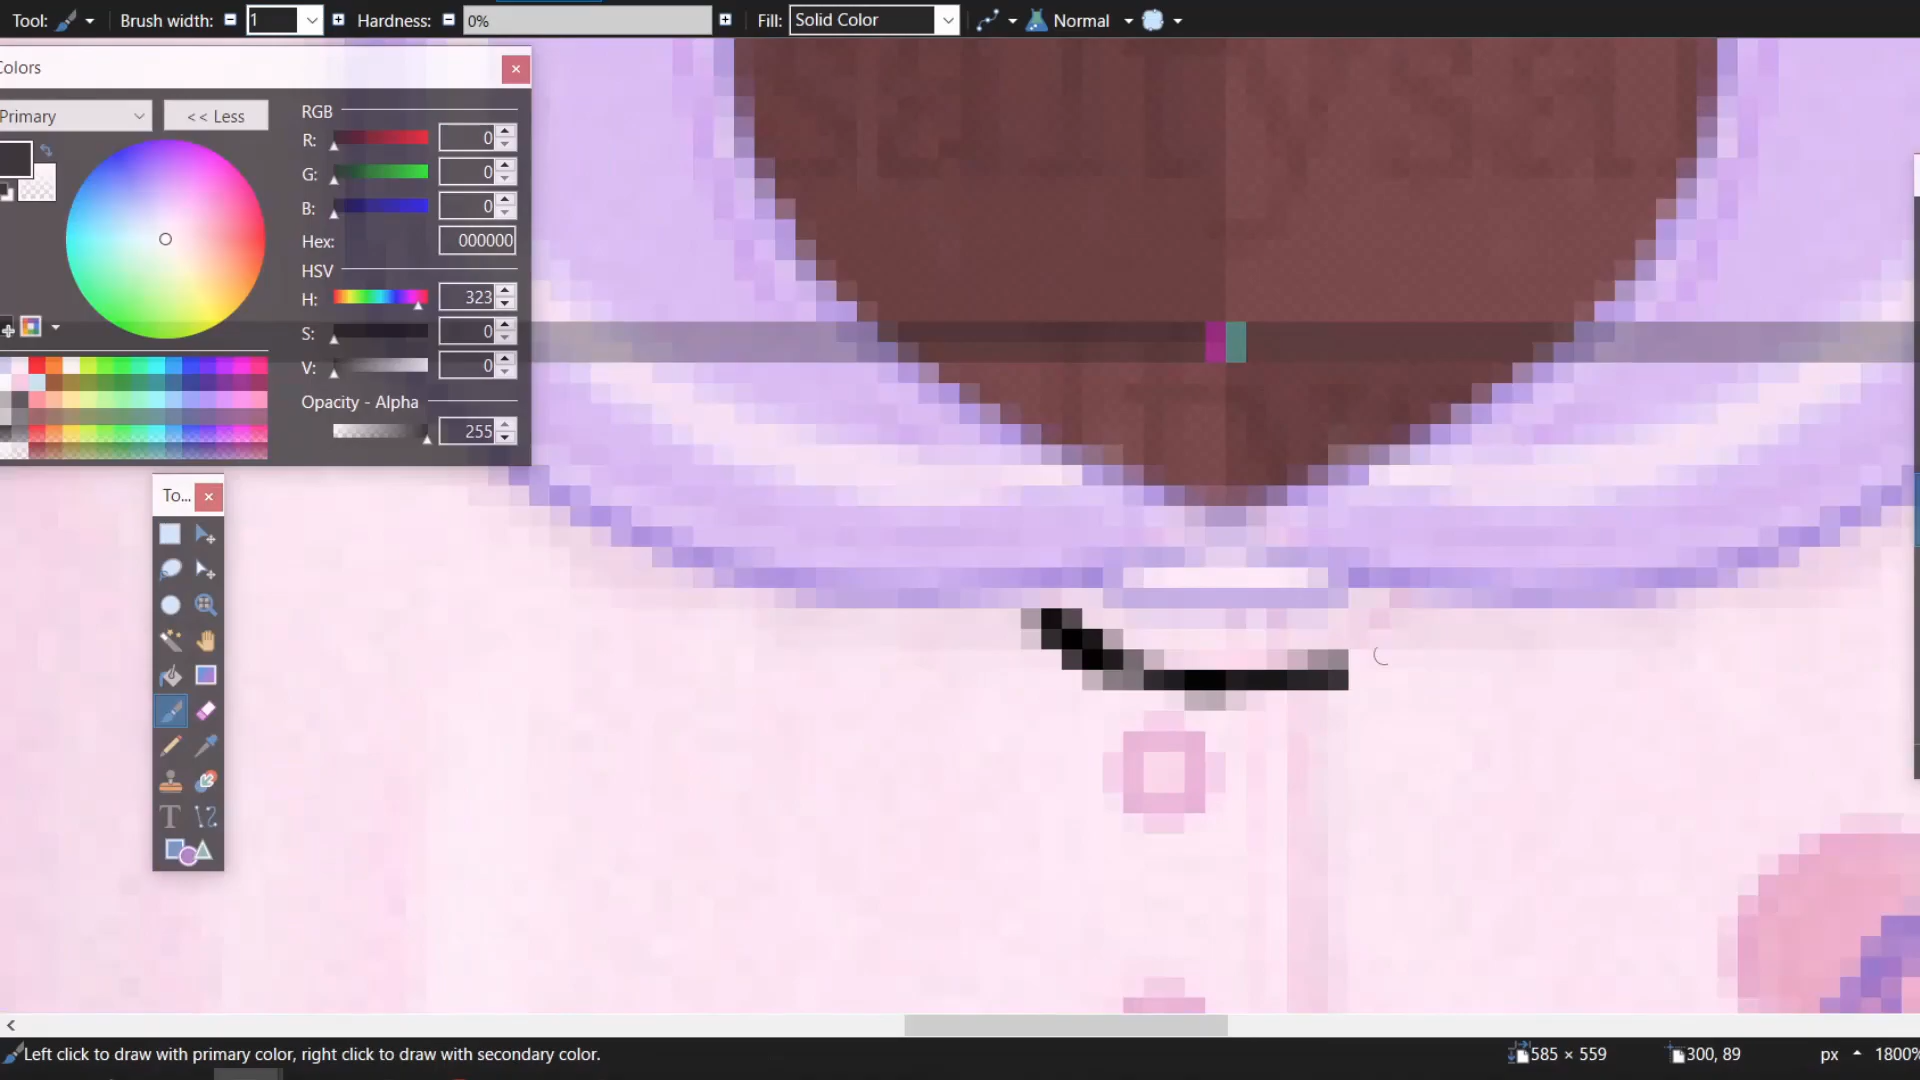 Tool: Brush width: 1 Hardness: 0% Fill: Solid Color Normal
Colors
Primary << Less
RGB
R: 0
G: 0
B: 0
Hex: 000000
HSV
H: 323
S: 0
V: 0
Opacity - Alpha
255
To...
T
Left click to draw with primary color, right click to draw with secondary color. 585 × 559 300, 89 px 1800%